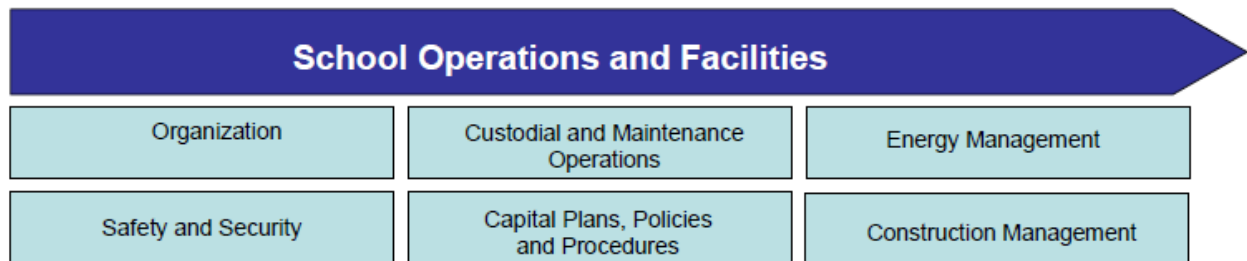 School Operations and Facilities
Organization
Custodial and Maintenance
Operations
Energy Management
Safety and Security
Capital Plans, Policies
and Procedures
Construction Management